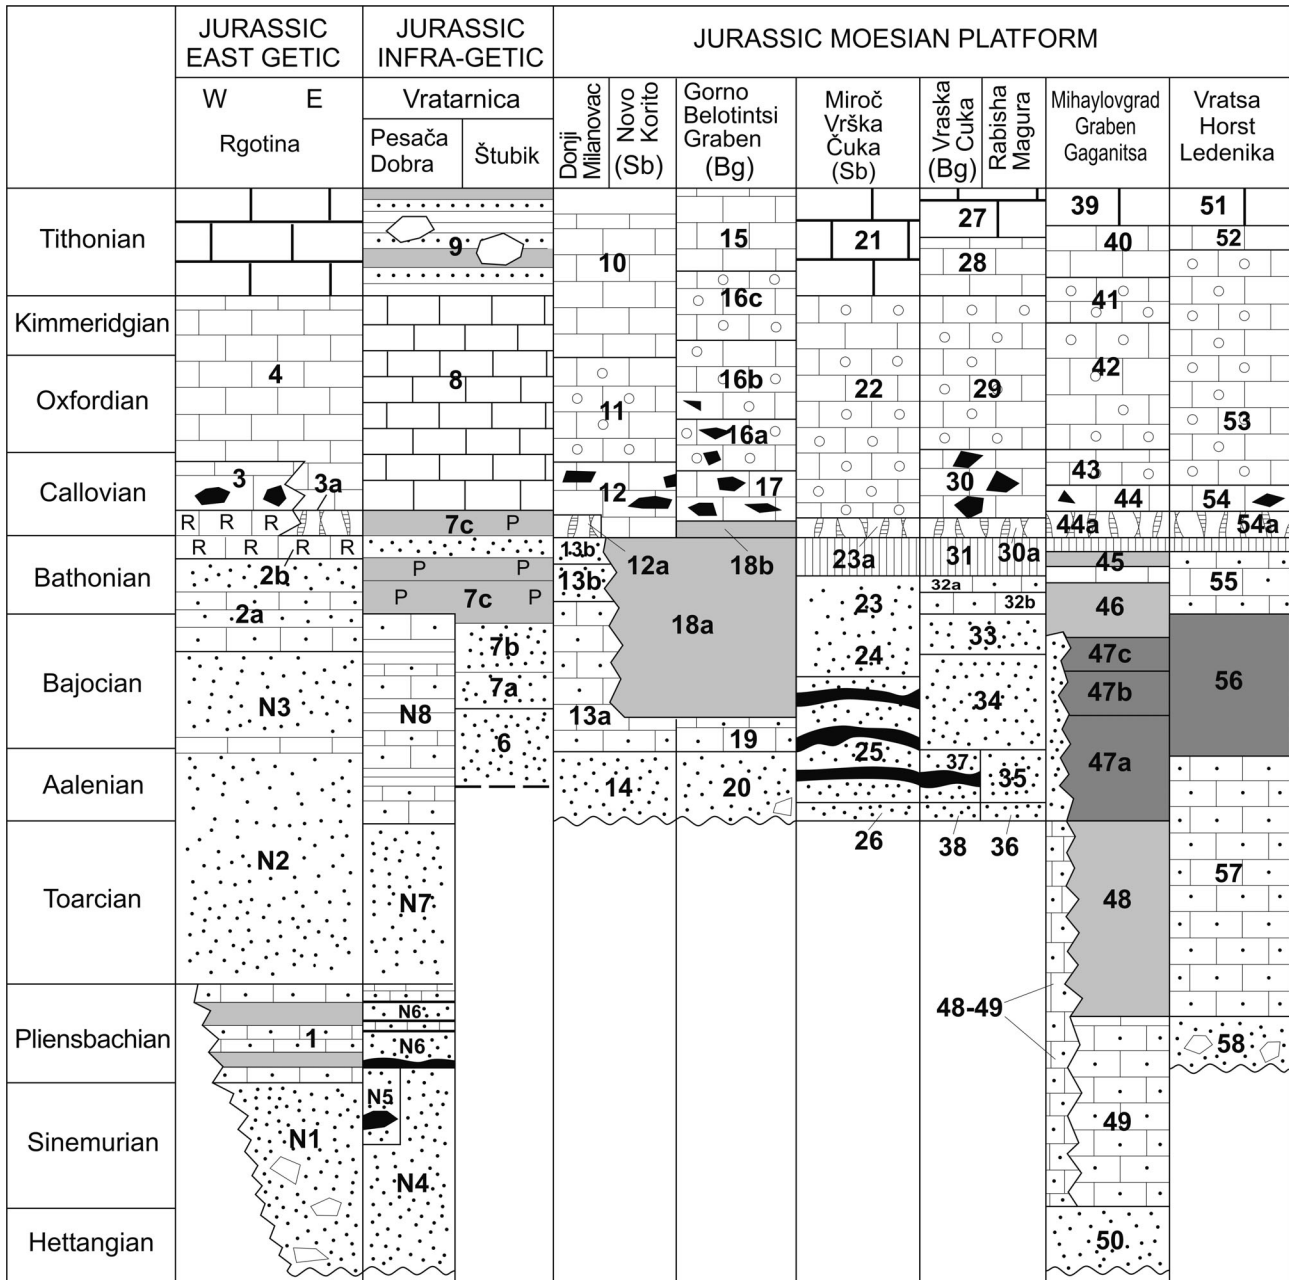 JURASSIC
EAST GETIC
JURASSIC
INFRA-GETIC
JURASSIC MOESIAN PLATFORM
W E
Rgotina
Vratarnica
Pesača
Dobra
Štubik
Donji
Milanovac
Novo
Korito
(Sb)
Gorno
Belotintsi
Graben
(Bg)
Miroč
Vrška
Čuka
(Sb)
Vraska
Cuka
(Bg)
Rabisha
Magura
Mihaylovgrad
Graben
Gaganitsa
Vratsa
Horst
Ledenika
Tithonian
9
10
15
16c
21
27
28
39
40
41
51
52
Kimmeridgian
Oxfordian
4
8
11
16b
16a
22
29
42
53
Callovian
3
3a
R R R
7c P
12
17
30
43
44
44a
54
54a
Bathonian
R R R R
2b
2a
P P
P 7c P
13b
13b
12a
18b
18a
23a
23
31
30a
32a
32b
45
46
55
Bajocian
N3
N8
7b
7a
6
13a
19
24
33
34
47c
47b
56
Aalenian
14
20
25
26
37
35
38
36
47a
Toarcian
N2
N7
48
57
Pliensbachian
1
N6
N6
48-49
58
Sinemurian
N1
N5
N4
49
Hettangian
50